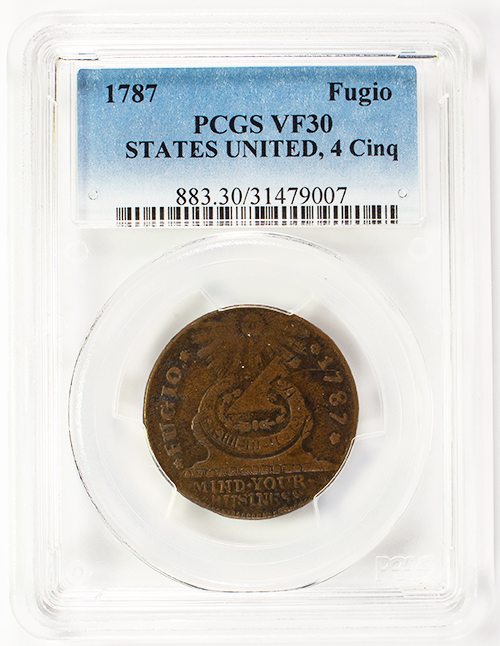 1787 Fugio
PCGS VF30
STATES UNITED, 4 Cinq
883.30/31479007
FUGIO 1787
MIND·YOUR
BUSINESS
PCGS